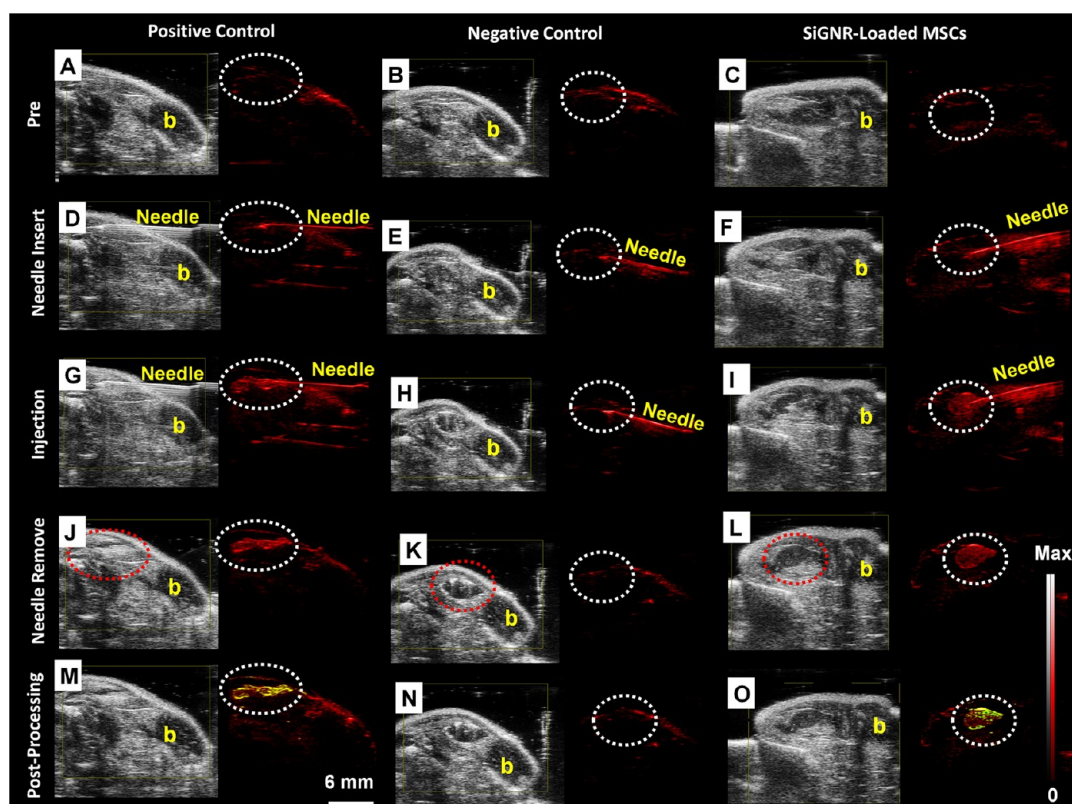 Positive Control
Negative Control
SiGNR-Loaded MSCs
Pre
A
b
B
b
C
b
Needle Insert
D
Needle
b
Needle
E
b
Needle
F
b
Needle
Injection
G
Needle
b
Needle
H
b
Needle
I
b
Needle
Needle Remove
J
b
K
b
L
b
Max
Post-Processing
M
b
6 mm
N
b
O
b
0